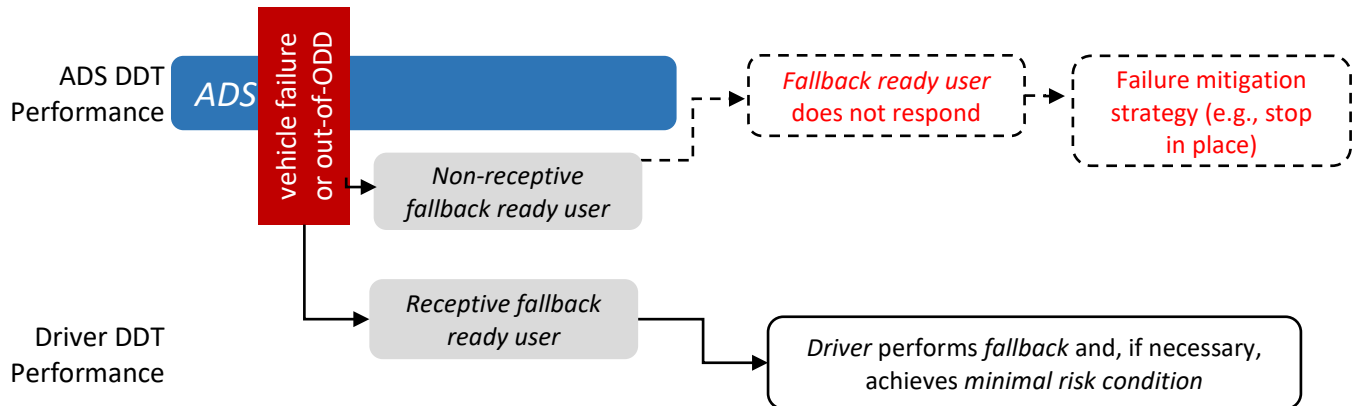 ADS DDT
Performance
ADS
vehicle failure
or out-of-ODD
Fallback ready user
does not respond
Failure mitigation
strategy (e.g., stop
in place)
Non-receptive
fallback ready user
Receptive fallback
ready user
Driver DDT
Performance
Driver performs fallback and, if necessary,
achieves minimal risk condition